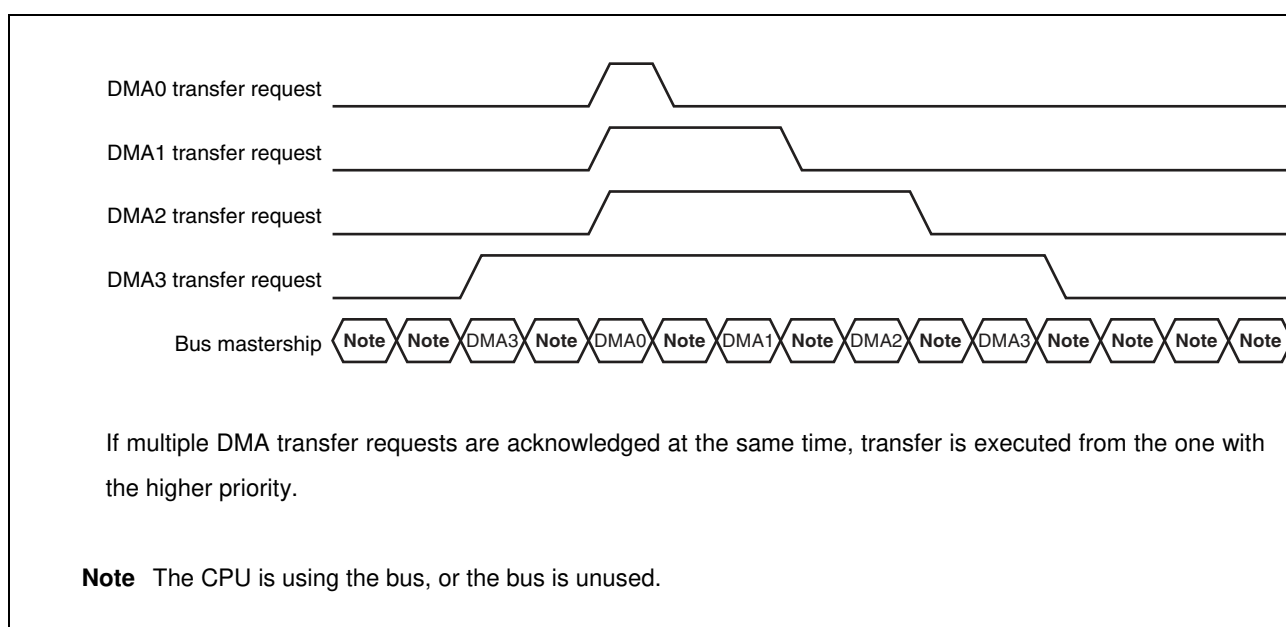 DMA0 transfer request
DMA1 transfer request
DMA2 transfer request
DMA3 transfer request
Bus mastership Note Note DMA3 Note DMA0 Note DMA1 Note DMA2 Note DMA3 Note Note Note Note
If multiple DMA transfer requests are acknowledged at the same time, transfer is executed from the one with
the higher priority.
Note The CPU is using the bus, or the bus is unused.